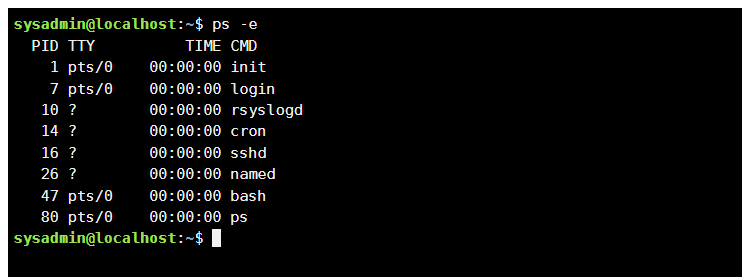 sysadmin@localhost:~$ ps -e
  PID TTY          TIME CMD
    1 pts/0    00:00:00 init
    7 pts/0    00:00:00 login
   10 ?        00:00:00 rsyslogd
   14 ?        00:00:00 cron
   16 ?        00:00:00 sshd
   26 ?        00:00:00 named
   47 pts/0    00:00:00 bash
   80 pts/0    00:00:00 ps
sysadmin@localhost:~$